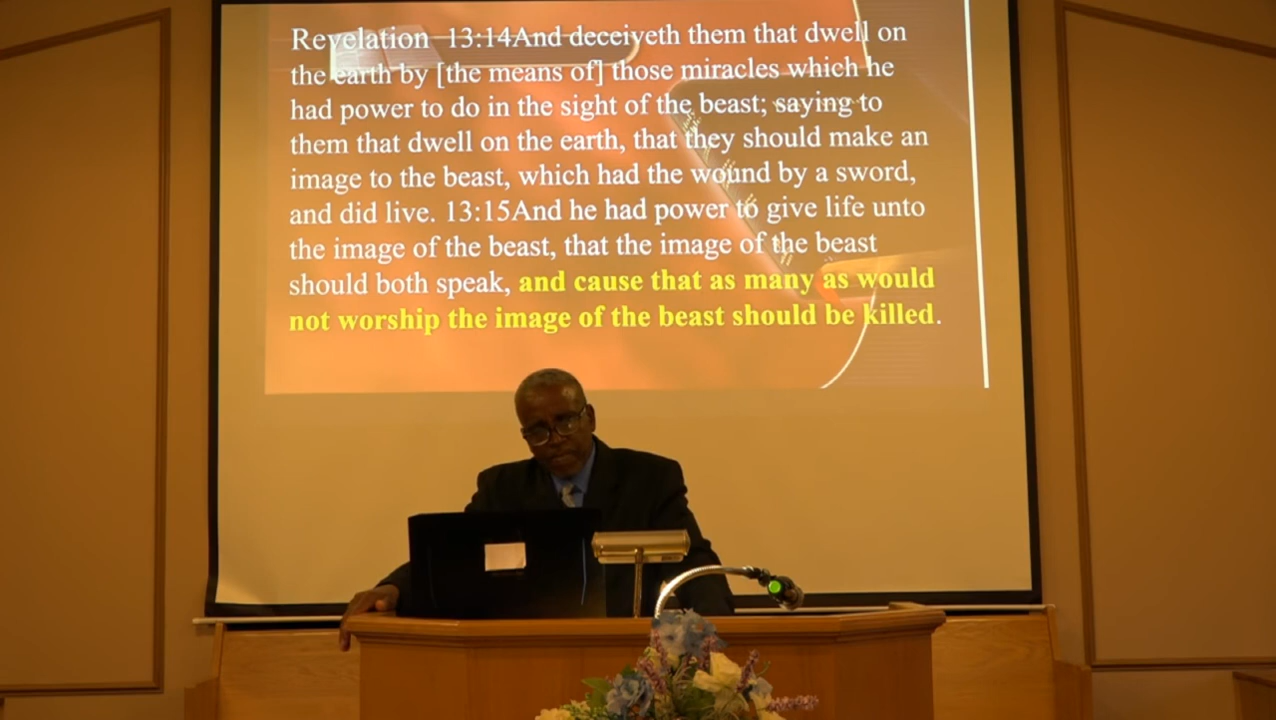 Revelation 13:14And deceiveth them that dwell on
the earth by [the means of] those miracles which he
had power to do in the sight of the beast; saying to
them that dwell on the earth, that they should make an
image to the beast, which had the wound by a sword,
and did live. 13:15And he had power to give life unto
the image of the beast, that the image of the beast
should both speak, and cause that as many as would
not worship the image of the beast should be killed.